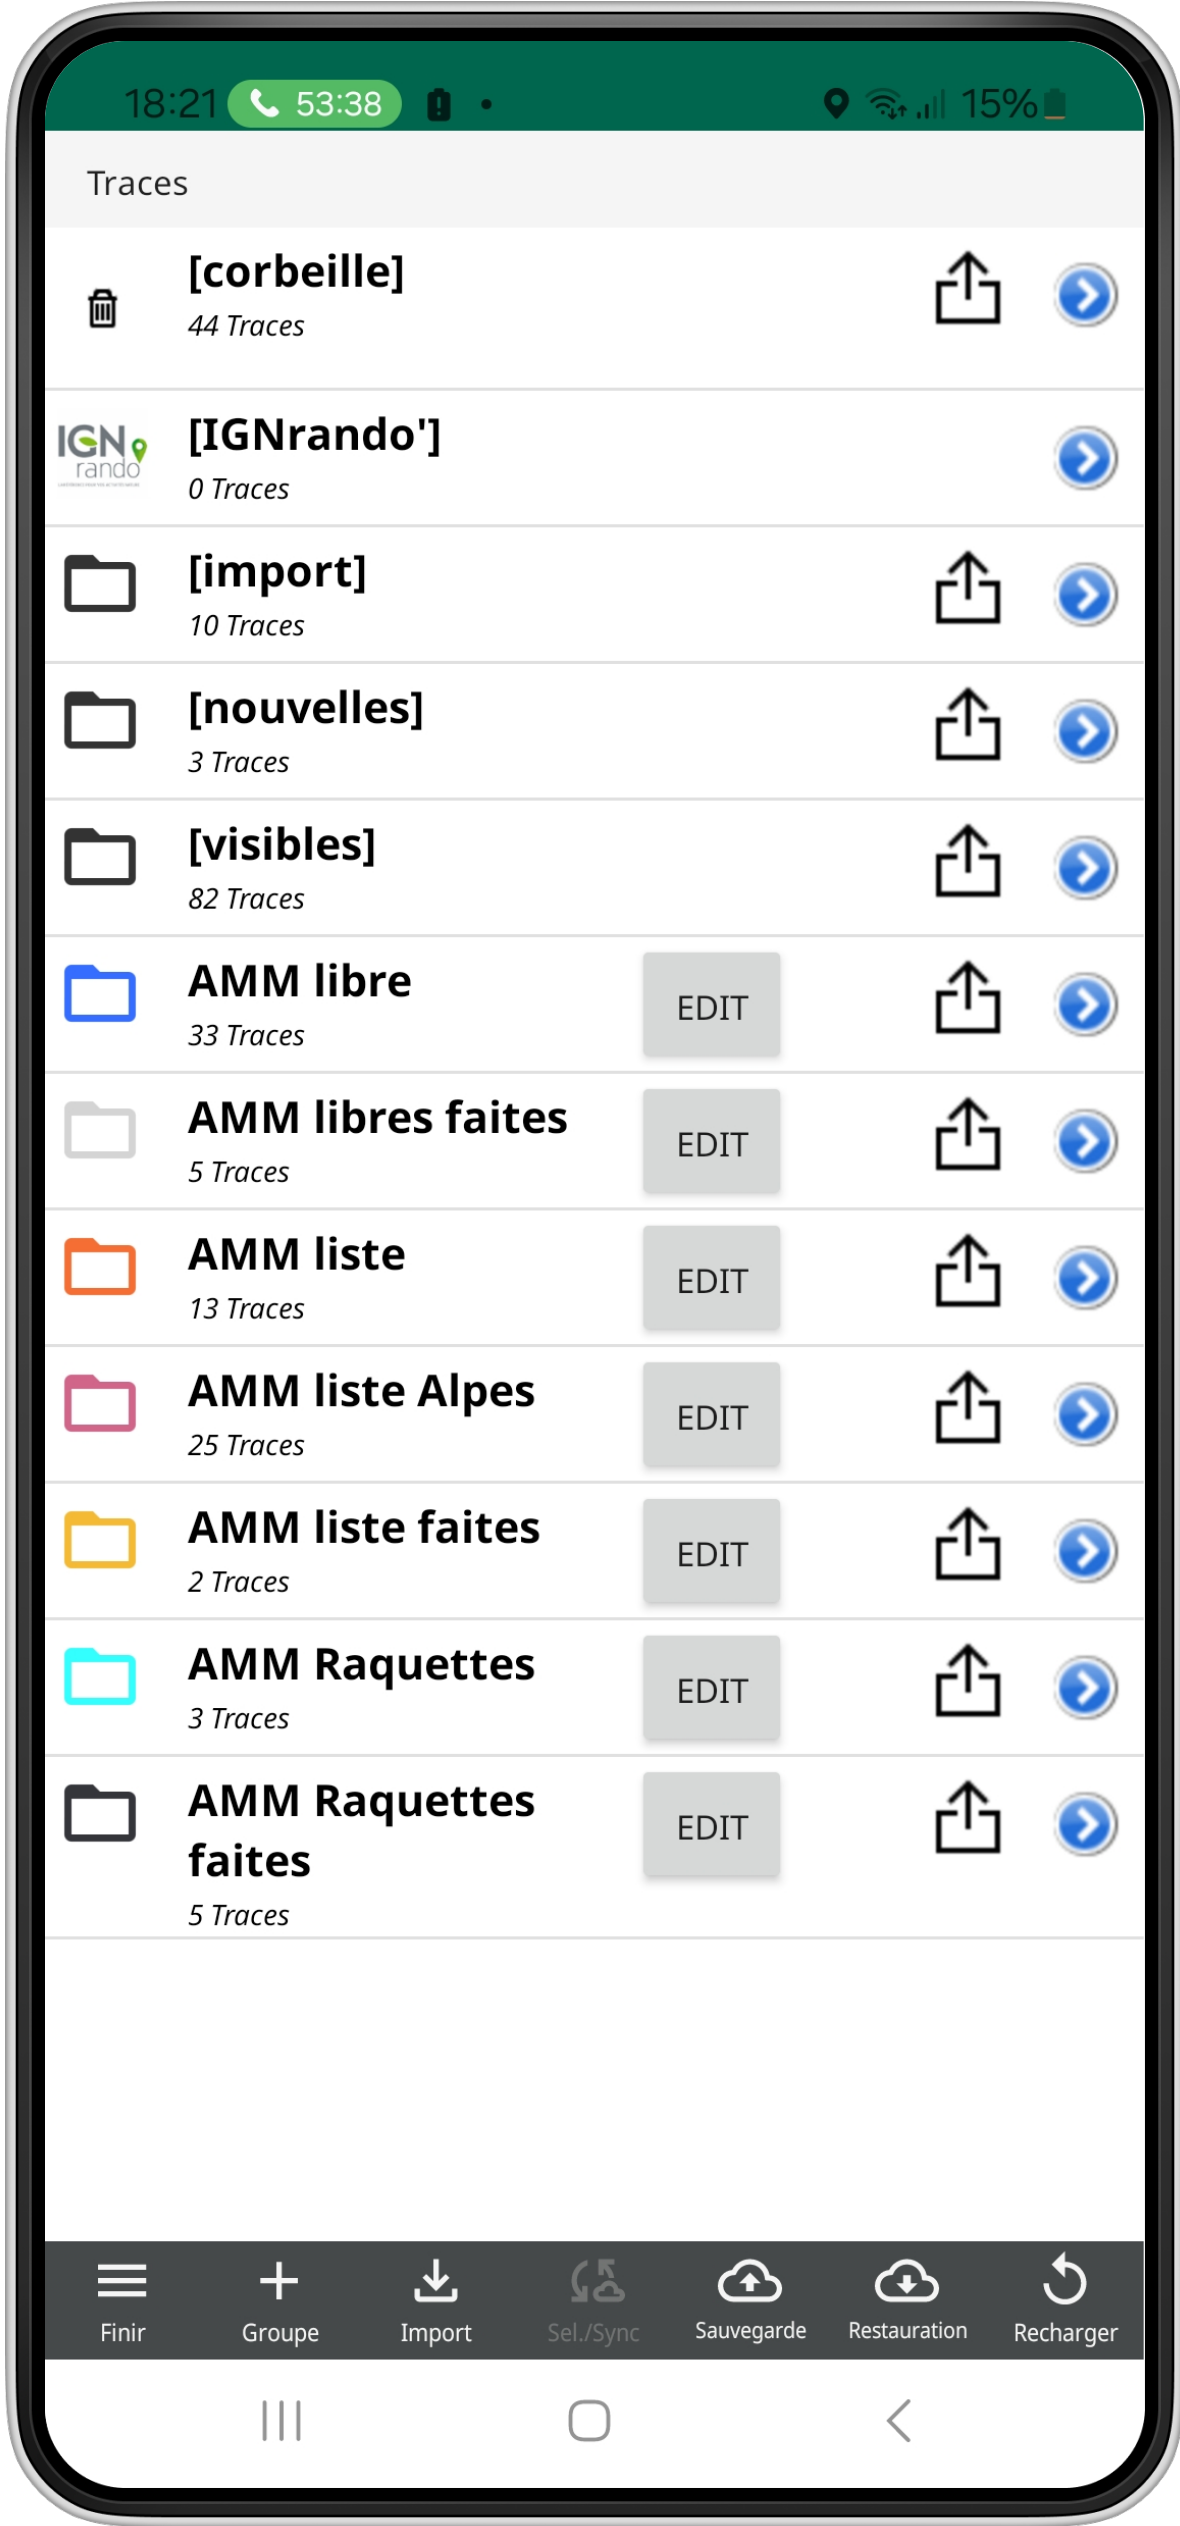 18:21 53:38 15%
Traces
[corbeille]
44 Traces
IGN
rando
[IGNrando']
0 Traces
[import]
10 Traces
[nouvelles]
3 Traces
[visibles]
82 Traces
AMM libre
33 Traces
EDIT
AMM libres faites
5 Traces
EDIT
AMM liste
13 Traces
EDIT
AMM liste Alpes
25 Traces
EDIT
AMM liste faites
2 Traces
EDIT
AMM Raquettes
3 Traces
EDIT
AMM Raquettes
faites
5 Traces
EDIT
Finir Groupe Import Sel./Sync Sauvegarde Restauration Recharger